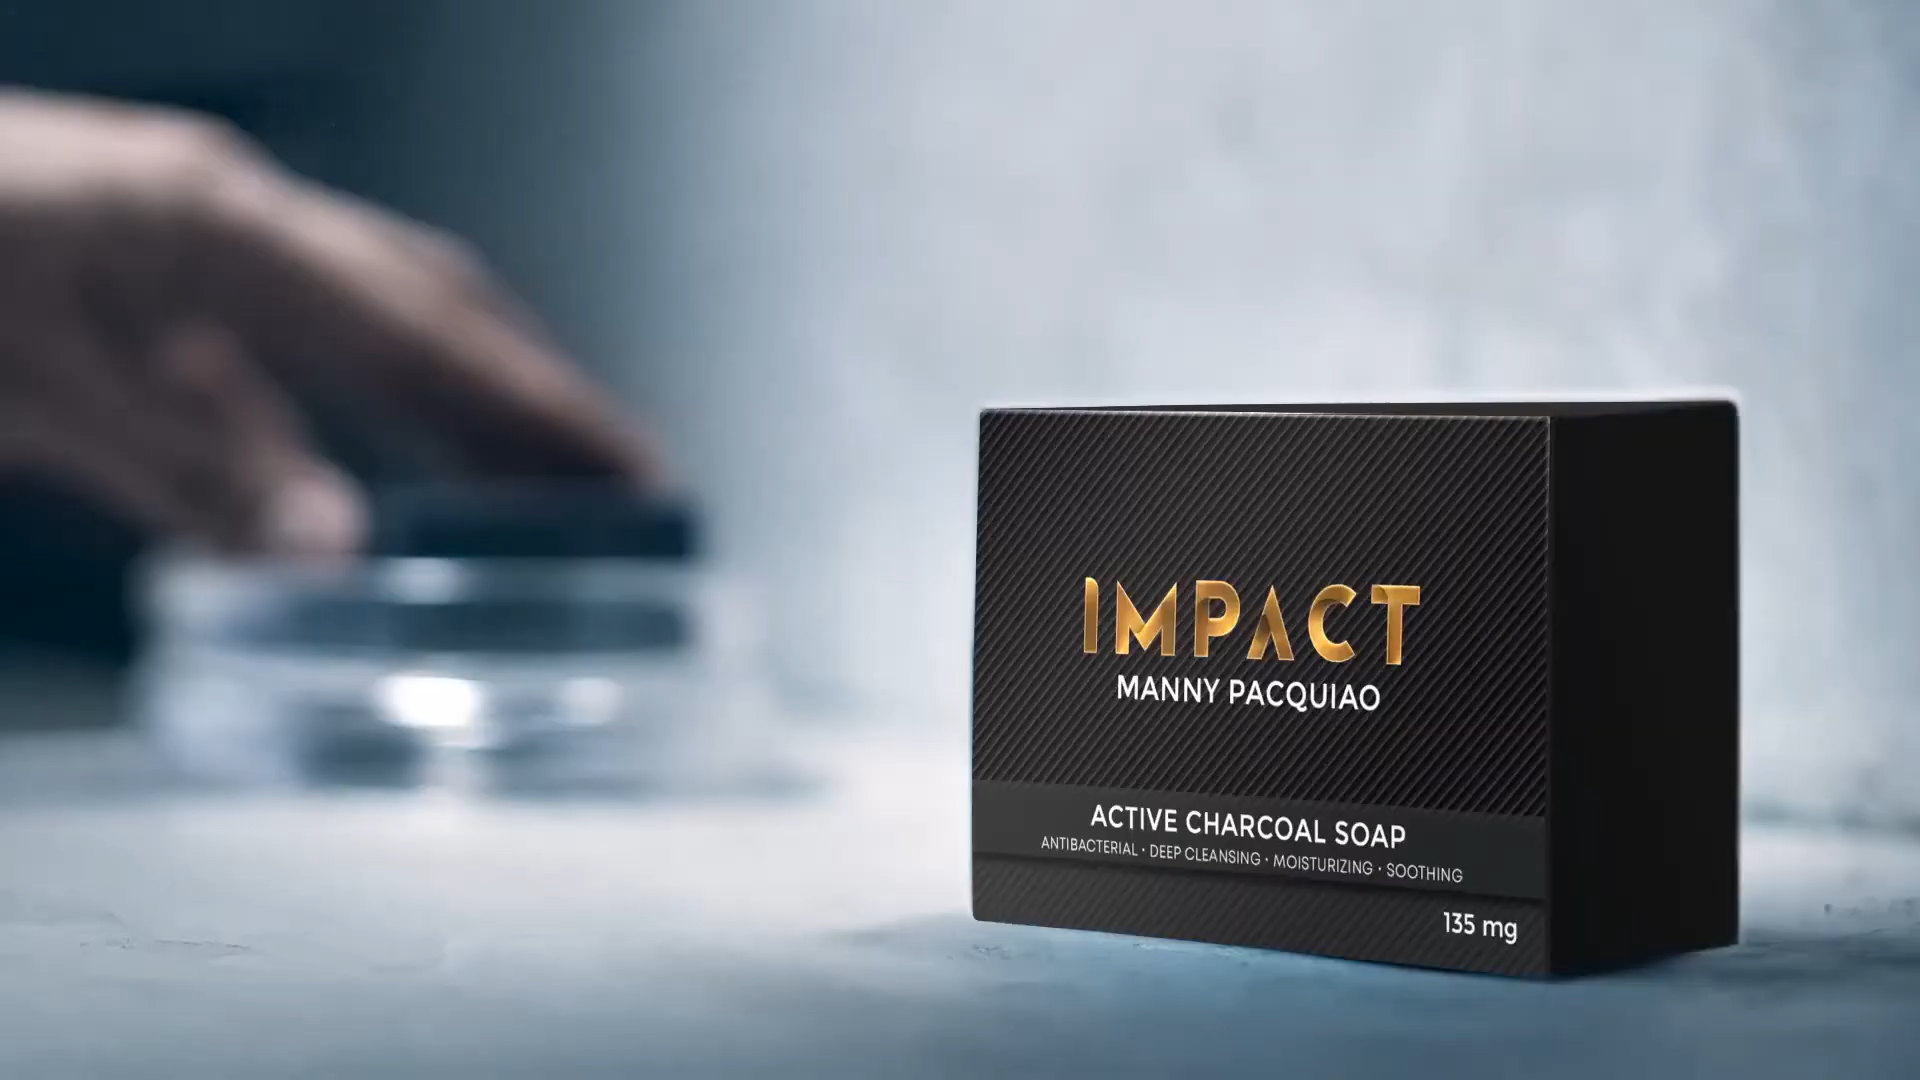 IMPACT
MANNY PACQUIAO
ACTIVE CHARCOAL SOAP
ANTIBACTERIAL · DEEP CLEANSING · MOISTURIZING · SOOTHING
135 mg